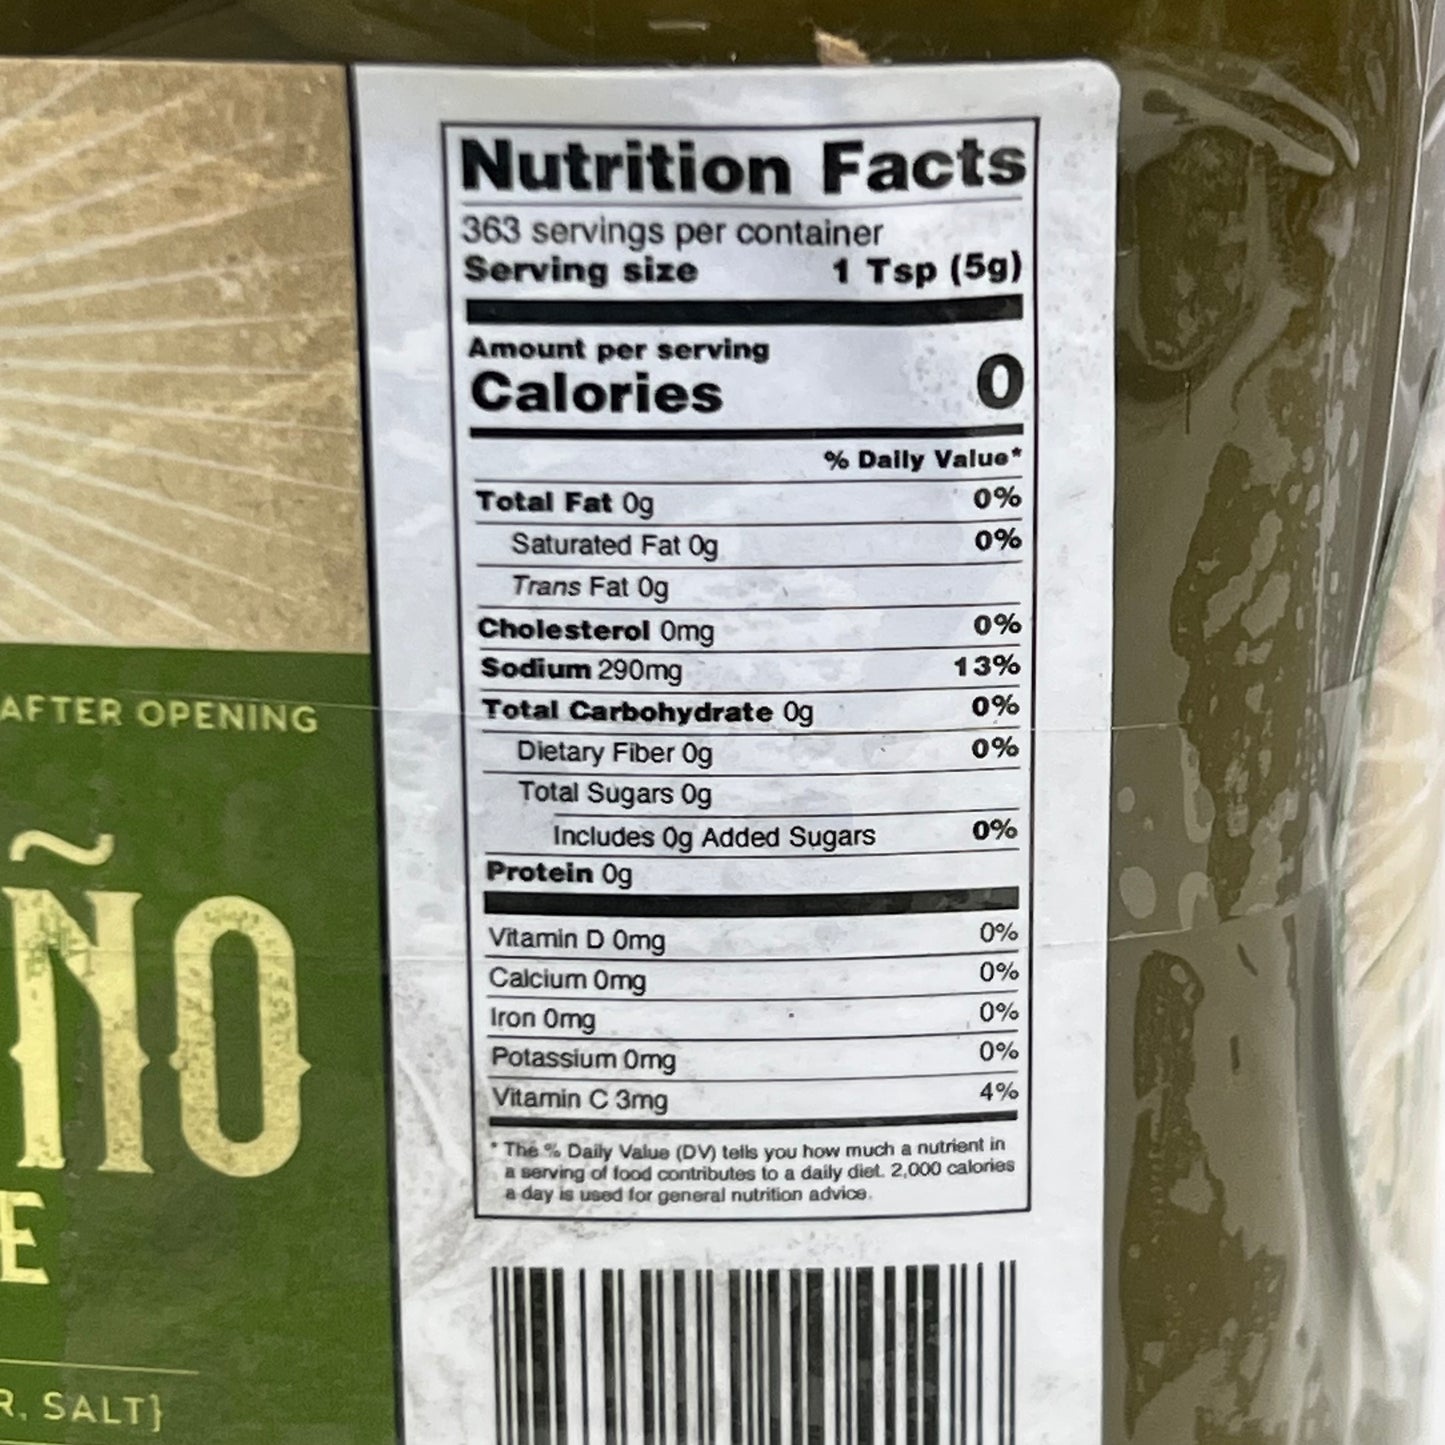 Nutrition Facts
363 servings per container
Serving size 1 Tsp (5g)
Amount per serving
Calories 0
% Daily Value*
Total Fat 0g 0%
Saturated Fat 0g 0%
Trans Fat 0g
Cholesterol 0mg 0%
Sodium 290mg 13%
Total Carbohydrate 0g 0%
Dietary Fiber 0g 0%
Total Sugars 0g
Includes 0g Added Sugars 0%
Protein 0g
Vitamin D 0mg 0%
Calcium 0mg 0%
Iron 0mg 0%
Potassium 0mg 0%
Vitamin C 3mg 4%
* The % Daily Value (DV) tells you how much a nutrient in
a serving of food contributes to a daily diet. 2,000 calories
a day is used for general nutrition advice.
AFTER OPENING
ÑO
E
R, SALT}